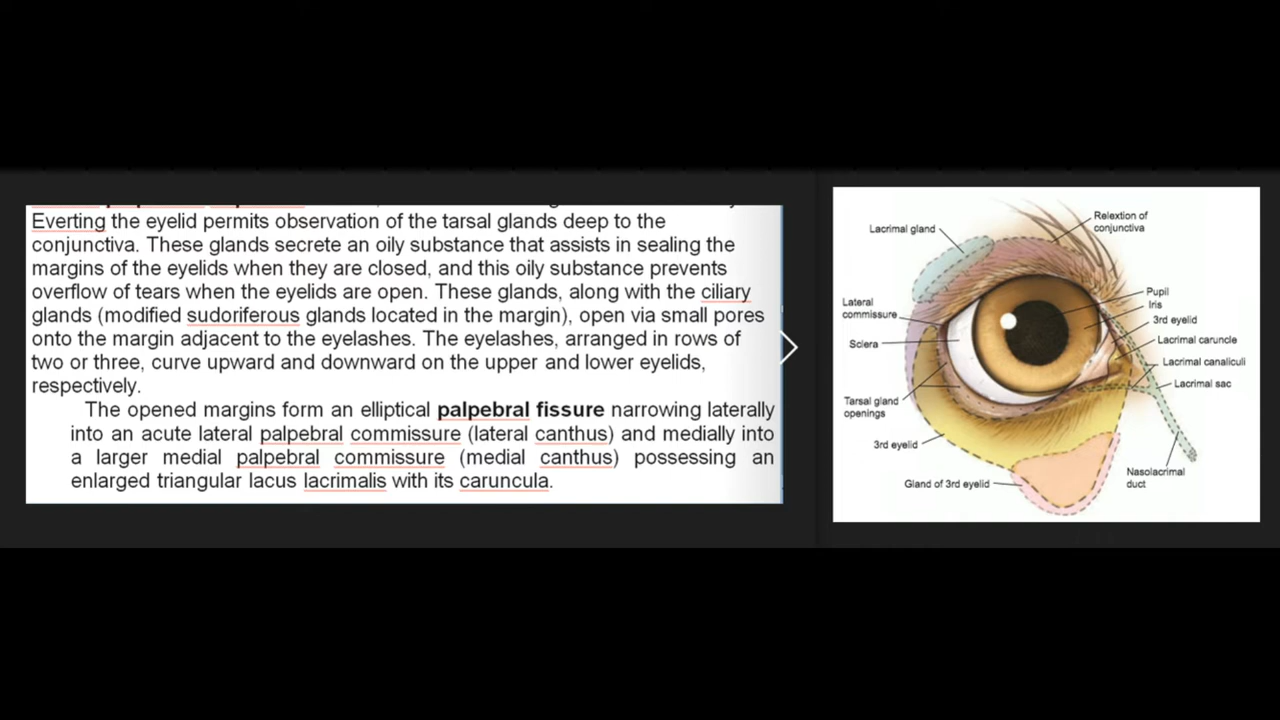 Everting the eyelid permits observation of the tarsal glands deep to the
conjunctiva. These glands secrete an oily substance that assists in sealing the
margins of the eyelids when they are closed, and this oily substance prevents
overflow of tears when the eyelids are open. These glands, along with the ciliary
glands (modified sudoriferous glands located in the margin), open via small pores
onto the margin adjacent to the eyelashes. The eyelashes, arranged in rows of
two or three, curve upward and downward on the upper and lower eyelids,
respectively.
The opened margins form an elliptical palpebral fissure narrowing laterally
into an acute lateral palpebral commissure (lateral canthus) and medially into
a larger medial palpebral commissure (medial canthus) possessing an
enlarged triangular lacus lacrimalis with its caruncula.
Lacrimal gland
Relextion of
conjunctiva
Lateral
commissure
Sclera
Tarsal gland
openings
3rd eyelid
Gland of 3rd eyelid
Pupil
Iris
3rd eyelid
Lacrimal caruncle
Lacrimal canaliculi
Lacrimal sac
Nasolacrimal
duct